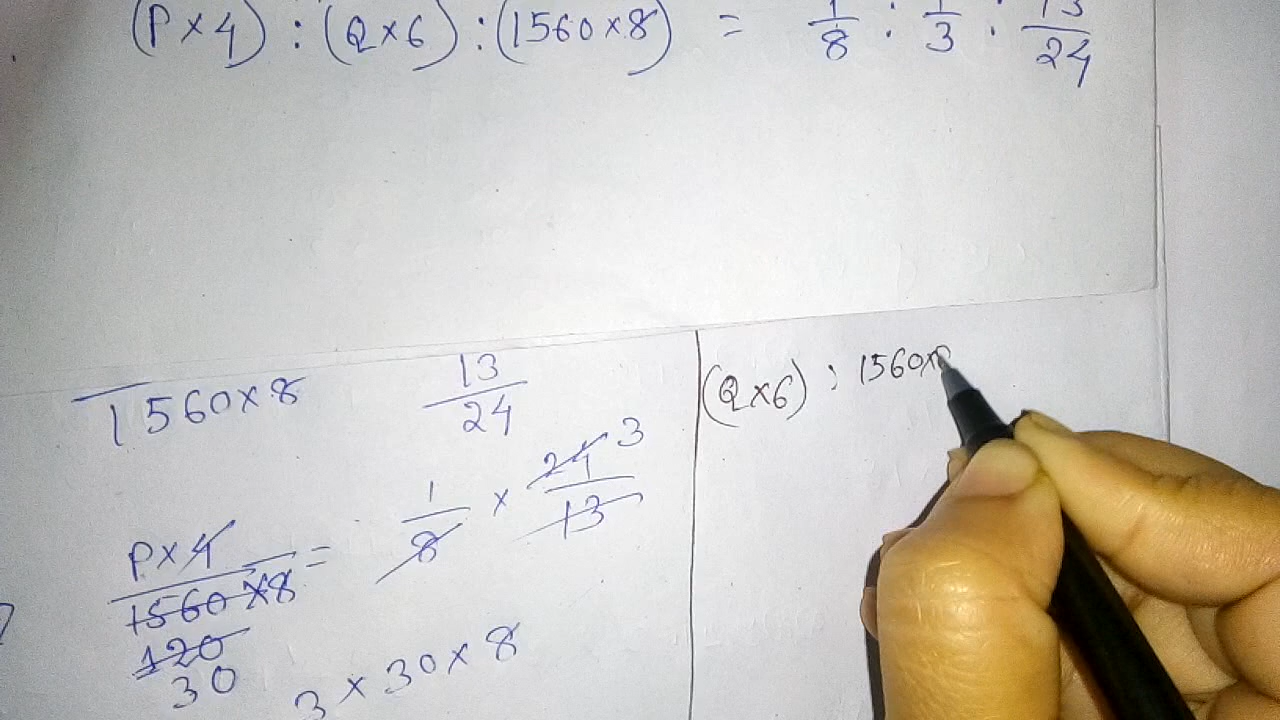 (P × 4) : (Q × 6) : (1560 × 8) = 1/8 : 1/3 : 13/24
1560 × 8
13/24
P × 4 / 1560 × 8 = 1/8 × 24/13 3
120
30
3 × 30 × 8
(Q × 6) : 1560 × 8